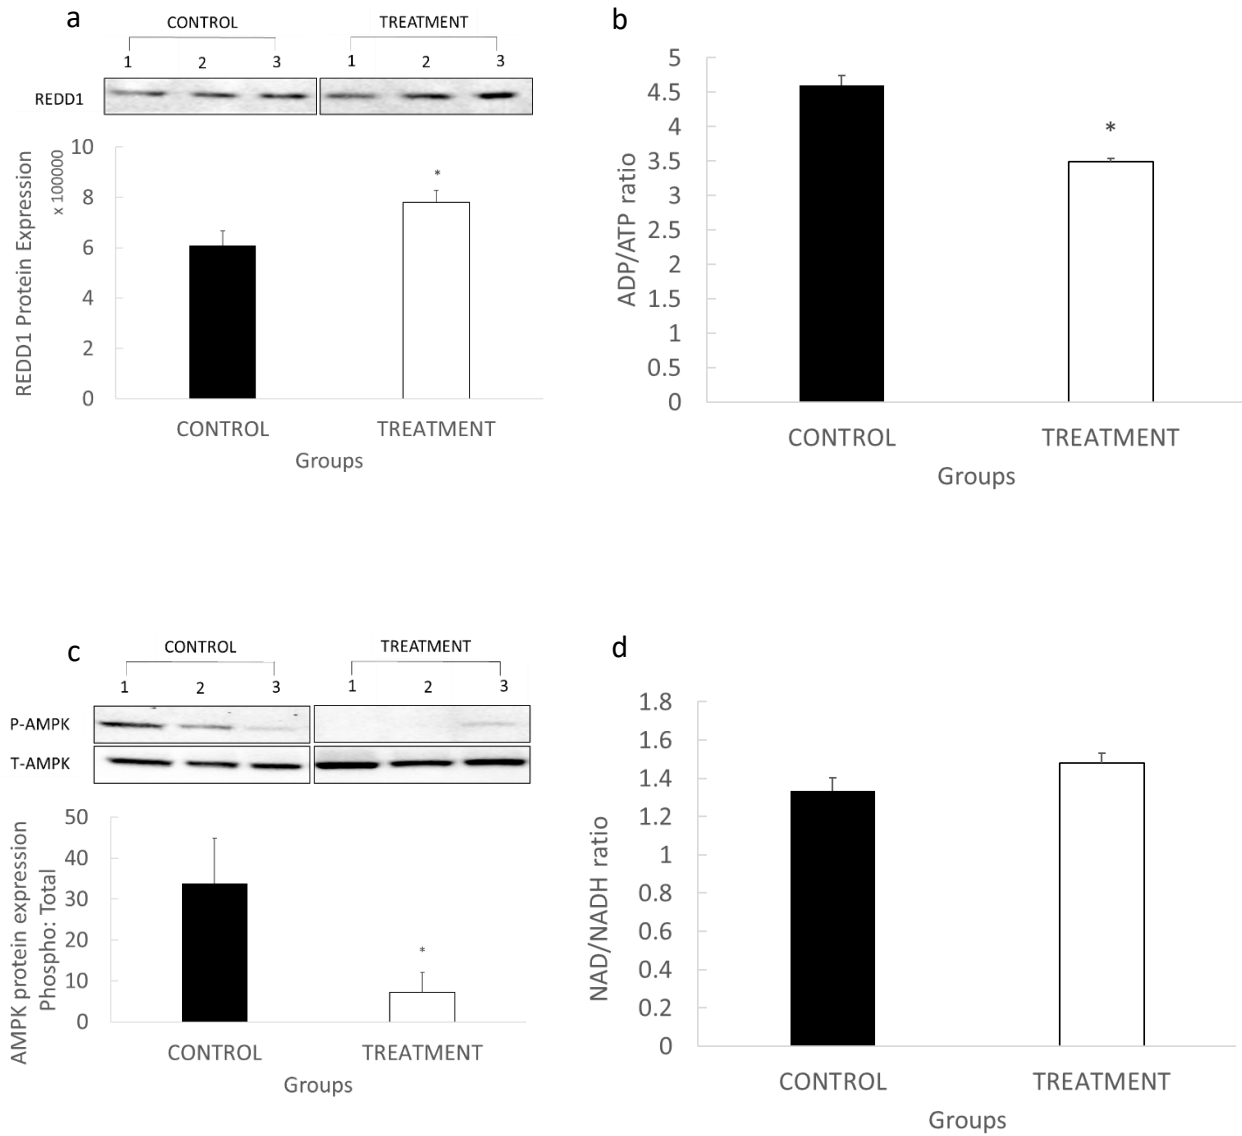 a
CONTROL
TREATMENT
1
2
3
1
2
3
REDD1
REDD1 Protein Expression
x 100000
10
8
6
4
2
0
*
CONTROL
TREATMENT
Groups
b
ADP/ATP ratio
5
4.5
4
3.5
3
2.5
2
1.5
1
0.5
0
*
CONTROL
TREATMENT
Groups
c
CONTROL
TREATMENT
1
2
3
1
2
3
P-AMPK
T-AMPK
AMPK protein expression
Phospho: Total
50
40
30
20
10
0
*
CONTROL
TREATMENT
Groups
d
NAD/NADH ratio
1.8
1.6
1.4
1.2
1
0.8
0.6
0.4
0.2
0
CONTROL
TREATMENT
Groups